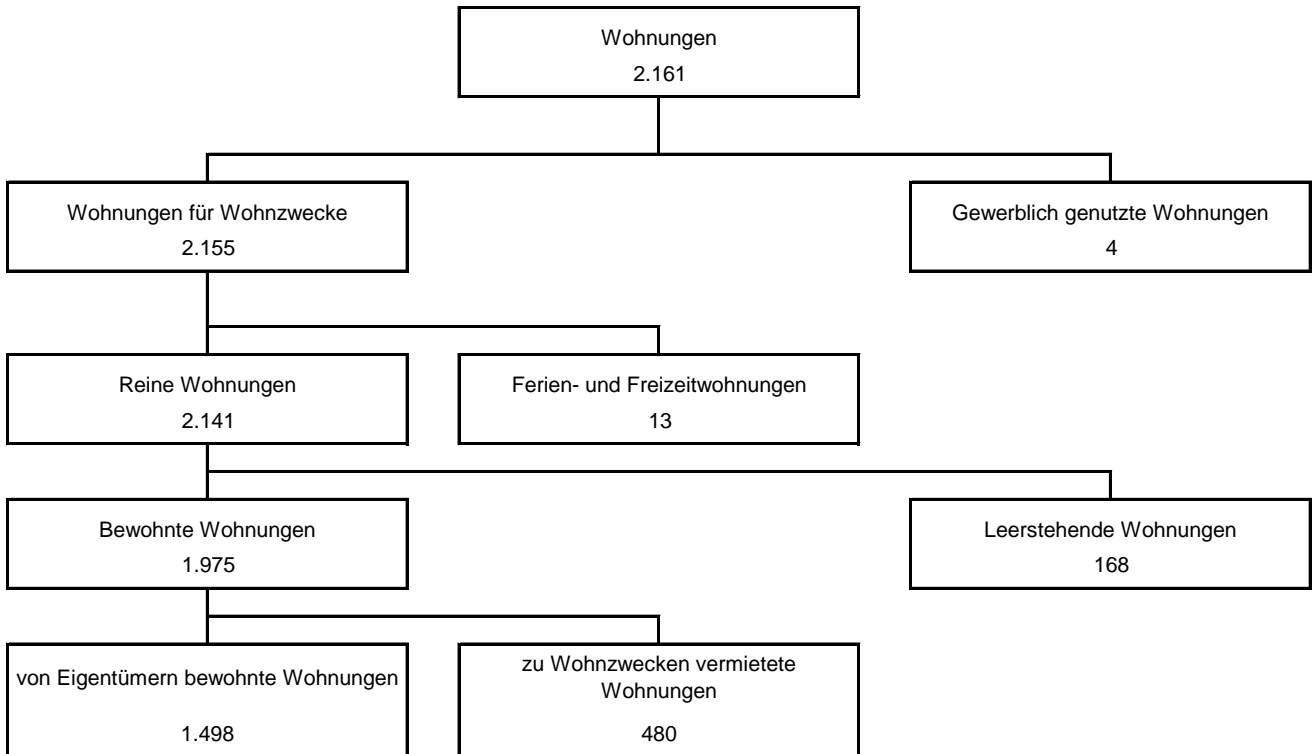 Wohnungen
2.161
Wohnungen für Wohnzwecke
2.155
Gewerblich genutzte Wohnungen
4
Reine Wohnungen
2.141
Ferien- und Freizeitwohnungen
13
Bewohnte Wohnungen
1.975
Leerstehende Wohnungen
168
von Eigentümern bewohnte Wohnungen
1.498
zu Wohnzwecken vermietete
Wohnungen
480